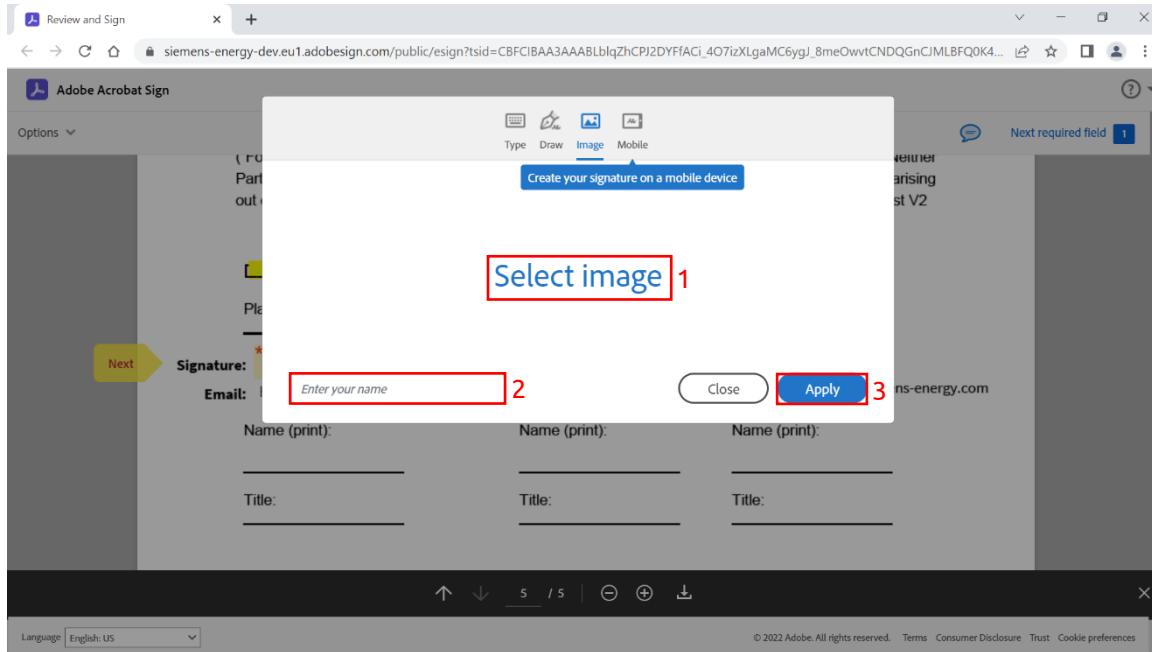 Review and Sign
siemens-energy-dev.eu1.adobesign.com/public/esign?tsid=CBFCIBAA3AAABLblqZhCPJ2DYFfACi_4O7izXLgaMC6ygJ_8meOwvtCNDQGnCJMLBFQ0K4...
Adobe Acrobat Sign
Options
Next required field 1
Type Draw Image Mobile
Create your signature on a mobile device
Neither
Part
arising
out
st V2
Select image 1
Next
Signature: *
Email:
Enter your name 2
Close
Apply 3
ns-energy.com
Name (print): Name (print): Name (print):
Title: Title: Title:
5 / 5
Language English: US
© 2022 Adobe. All rights reserved. Terms Consumer Disclosure Trust Cookie preferences